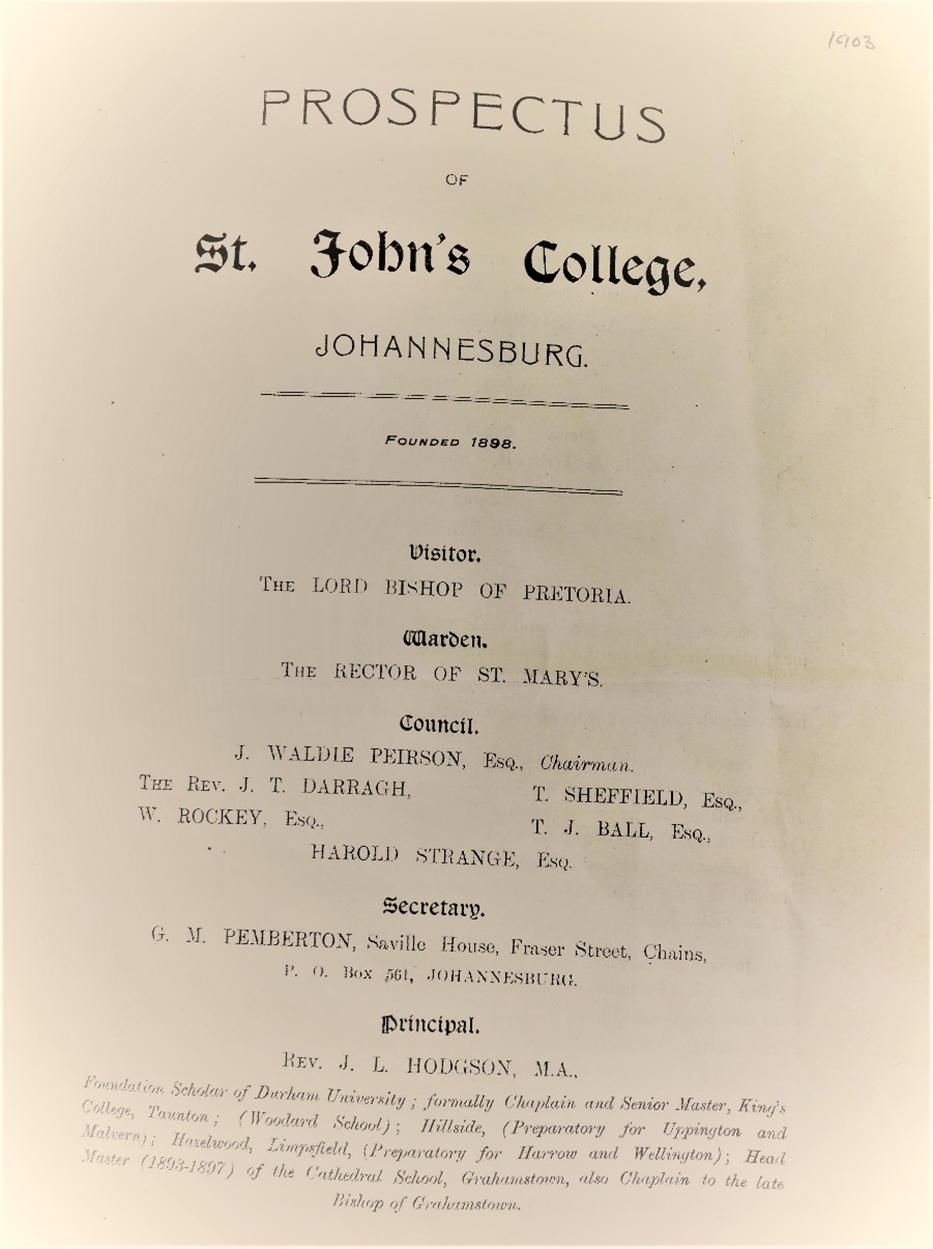 1903
PROSPECTUS
OF
St. John's College,
JOHANNESBURG.
FOUNDED 1898.
Visitor.
THE LORD BISHOP OF PRETORIA.
Warden.
THE RECTOR OF ST. MARY'S.
Council.
J. WALDIE PEIRSON, ESQ., Chairman.
THE REV. J. T. DARRAGH, T. SHEFFIELD, ESQ.,
W. ROCKEY, ESQ., T. J. BALL, ESQ.,
HAROLD STRANGE, ESQ.
Secretary.
G. M. PEMBERTON, Saville House, Fraser Street, Chains,
P. O. Box 561, JOHANNESBURG.
Principal.
REV. J. L. HODGSON, M.A.,
Foundation Scholar of Durham University; formally Chaplain and Senior Master, King's
College, Taunton; (Woodard School); Hillside, (Preparatory for Uppington and
Malvern); Hazelwood, Limpsfield, (Preparatory for Harrow and Wellington); Head
Master (1893-1897) of the Cathedral School, Grahamstown, also Chaplain to the late
Bishop of Grahamstown.